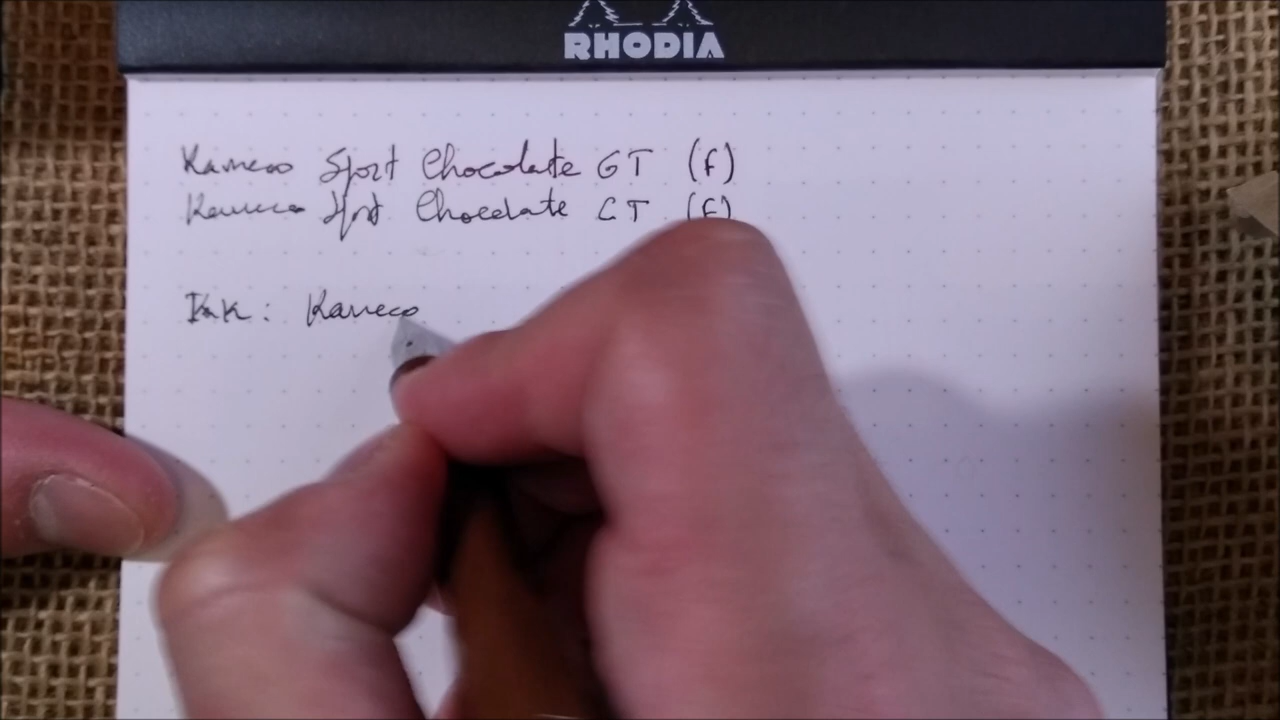 RHODIA
Kaweco Sport Chocolate GT (F)
Kaweco Sport Chocolate CT (F)
Ink: Kaweco